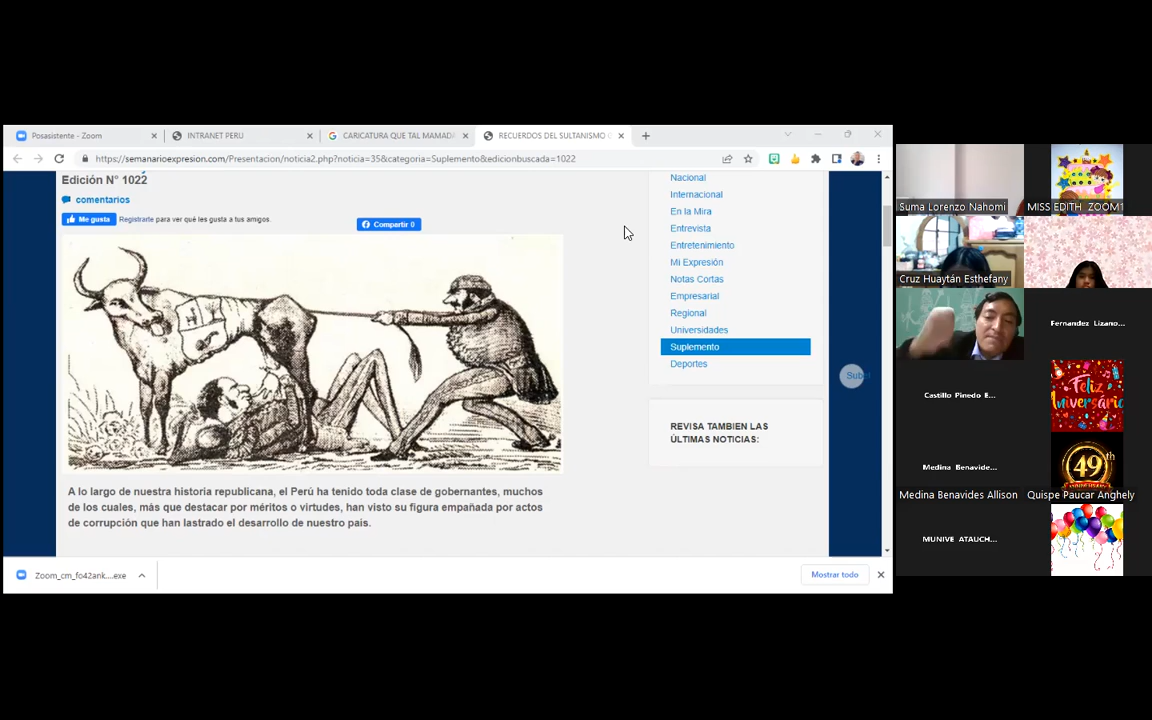 Posasistente - Zoom
INTRANET PERU
CARICATURA QUE TAL MAMADA
RECUERDOS DEL SULTANISMO
https://semanarioexpresion.com/Presentacion/noticia2.php?noticia=35&categoria=Suplemento&edicionbuscada=1022
Edición N° 1022
comentarios
Me gusta
Registrarte para ver qué les gusta a tus amigos.
Compartir 0
A lo largo de nuestra historia republicana, el Perú ha tenido toda clase de gobernantes, muchos
de los cuales, más que destacar por méritos o virtudes, han visto su figura empañada por actos
de corrupción que han lastrado el desarrollo de nuestro país.
Nacional
Internacional
En la Mira
Entrevista
Entretenimiento
Mi Expresión
Notas Cortas
Empresarial
Regional
Universidades
Suplemento
Deportes
REVISA TAMBIEN LAS
ÚLTIMAS NOTICIAS:
Subir
Zoom_cm_fo42ank....exe
Mostrar todo
Suma Lorenzo Nahomi
MISS EDITH ZOOM1
Cruz Huaytán Esthefany
Fernandez Lizano...
Castillo Pinedo E...
Feliz
Aniversario
Medina Benavide...
49th
Medina Benavides Allison
Quispe Paucar Anghely
MUNIVE ATAUCH...